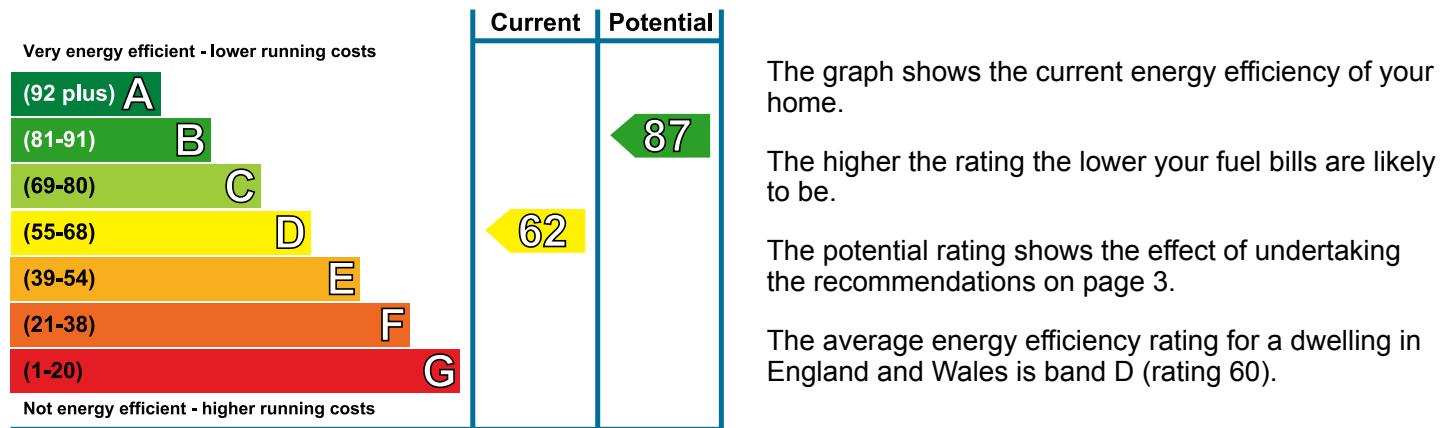 Current Potential
Very energy efficient - lower running costs
(92 plus) A
(81-91) B
87
(69-80) C
(55-68) D
62
(39-54) E
(21-38) F
(1-20) G
Not energy efficient - higher running costs
The graph shows the current energy efficiency of your
home.
The higher the rating the lower your fuel bills are likely
to be.
The potential rating shows the effect of undertaking
the recommendations on page 3.
The average energy efficiency rating for a dwelling in
England and Wales is band D (rating 60).